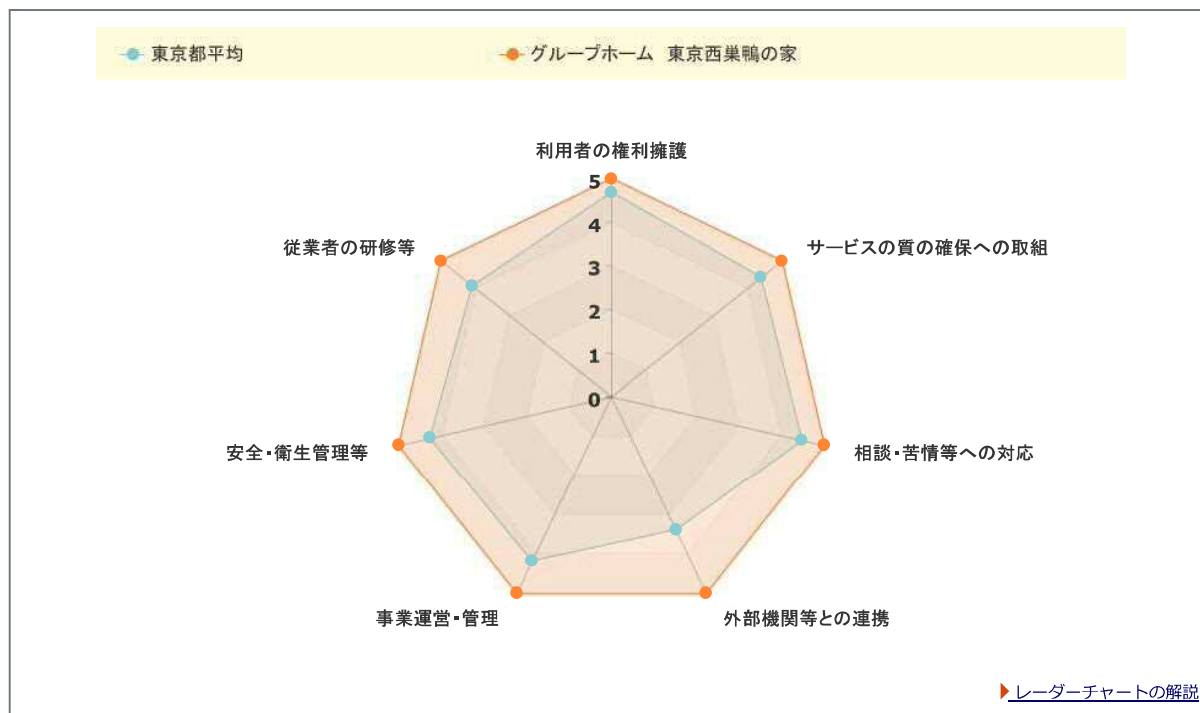 東京都平均
グループホーム　東京西巣鴨の家
利用者の権利擁護
サービスの質の確保への取組
相談・苦情等への対応
外部機関等との連携
事業運営・管理
安全・衛生管理等
従業者の研修等
5
4
3
2
1
0
レーダーチャートの解説